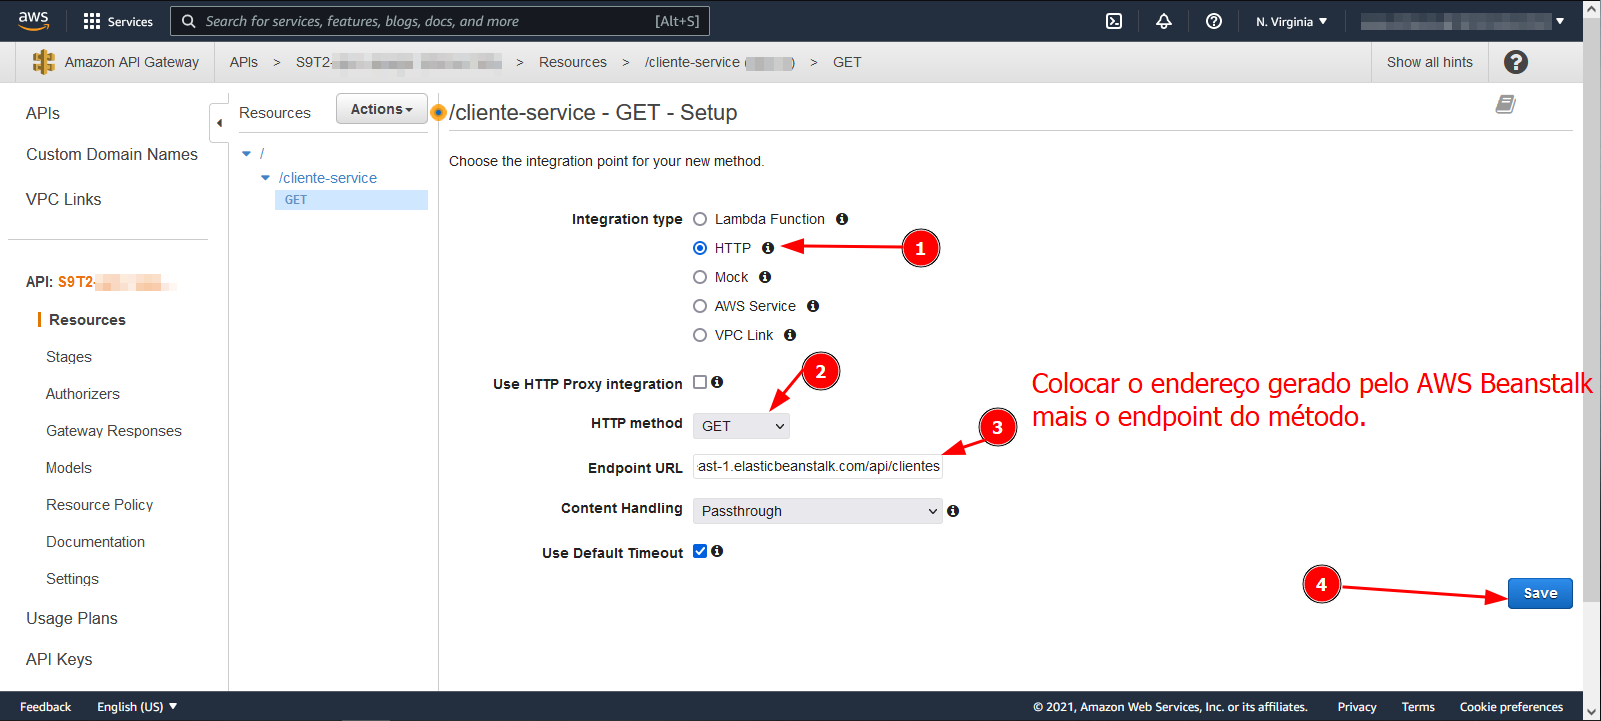 aws Services Search for services, features, blogs, docs, and more [Alt+S] N. Virginia
Amazon API Gateway APIs > S9T2- > Resources > /cliente-service ( ) > GET Show all hints
APIs
Custom Domain Names
VPC Links
API: S9T2-
Resources
Stages
Authorizers
Gateway Responses
Models
Resource Policy
Documentation
Settings
Usage Plans
API Keys
Resources Actions
/
/cliente-service
GET
/cliente-service - GET - Setup
Choose the integration point for your new method.
Integration type Lambda Function
HTTP 1
Mock
AWS Service
VPC Link
Use HTTP Proxy integration 2
HTTP method GET
Endpoint URL ast-1.elasticbeanstalk.com/api/clientes 3
Colocar o endereço gerado pelo AWS Beanstalk
mais o endpoint do método.
Content Handling Passthrough
Use Default Timeout
4 Save
Feedback English (US) © 2021, Amazon Web Services, Inc. or its affiliates. Privacy Terms Cookie preferences